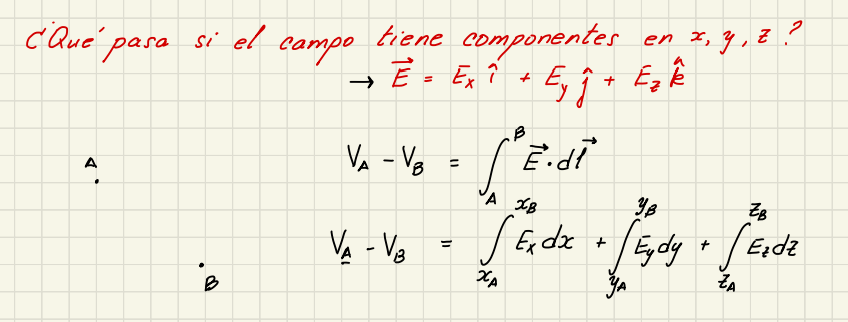 ¿Qué pasa si el campo tiene componentes en x, y, z?
→ E⃗ = Eₓ î + E_y ĵ + E_z k̂
A
V_A - V_B = ∫_A^B E⃗ · dl⃗
V_A - V_B = ∫_{x_A}^{x_B} Eₓ dx + ∫_{y_A}^{y_B} E_y dy + ∫_{z_A}^{z_B} E_z dz
B